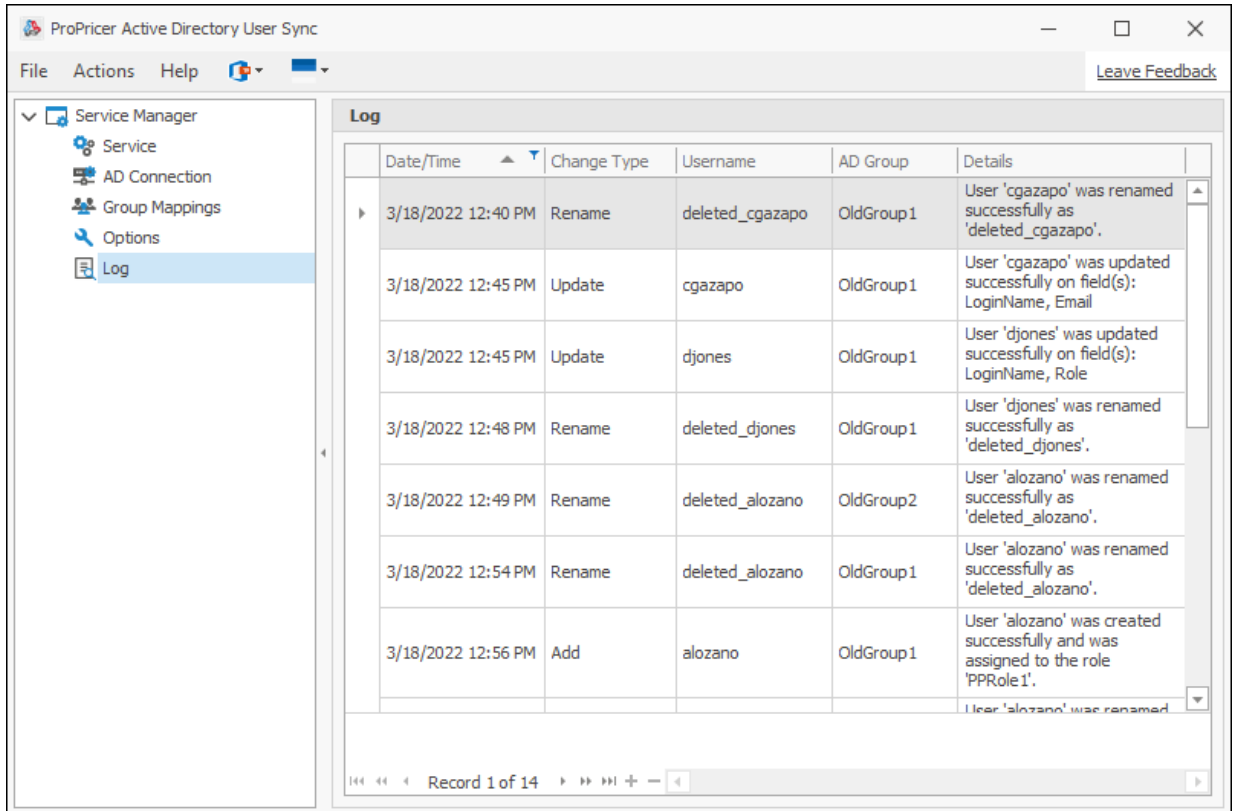 ProPricer Active Directory User Sync
File Actions Help
Leave Feedback
Service Manager
Service
AD Connection
Group Mappings
Options
Log
Log
Date/Time Change Type Username AD Group Details
3/18/2022 12:40 PM Rename deleted_cgazapo OldGroup1 User 'cgazapo' was renamed
successfully as
'deleted_cgazapo'.
3/18/2022 12:45 PM Update cgazapo OldGroup1 User 'cgazapo' was updated
successfully on field(s):
LoginName, Email
3/18/2022 12:45 PM Update djones OldGroup1 User 'djones' was updated
successfully on field(s):
LoginName, Role
3/18/2022 12:48 PM Rename deleted_djones OldGroup1 User 'djones' was renamed
successfully as
'deleted_djones'.
3/18/2022 12:49 PM Rename deleted_alozano OldGroup2 User 'alozano' was renamed
successfully as
'deleted_alozano'.
3/18/2022 12:54 PM Rename deleted_alozano OldGroup1 User 'alozano' was renamed
successfully as
'deleted_alozano'.
3/18/2022 12:56 PM Add alozano OldGroup1 User 'alozano' was created
successfully and was
assigned to the role
'PPRole1'.
User 'alozano' was renamed
Record 1 of 14